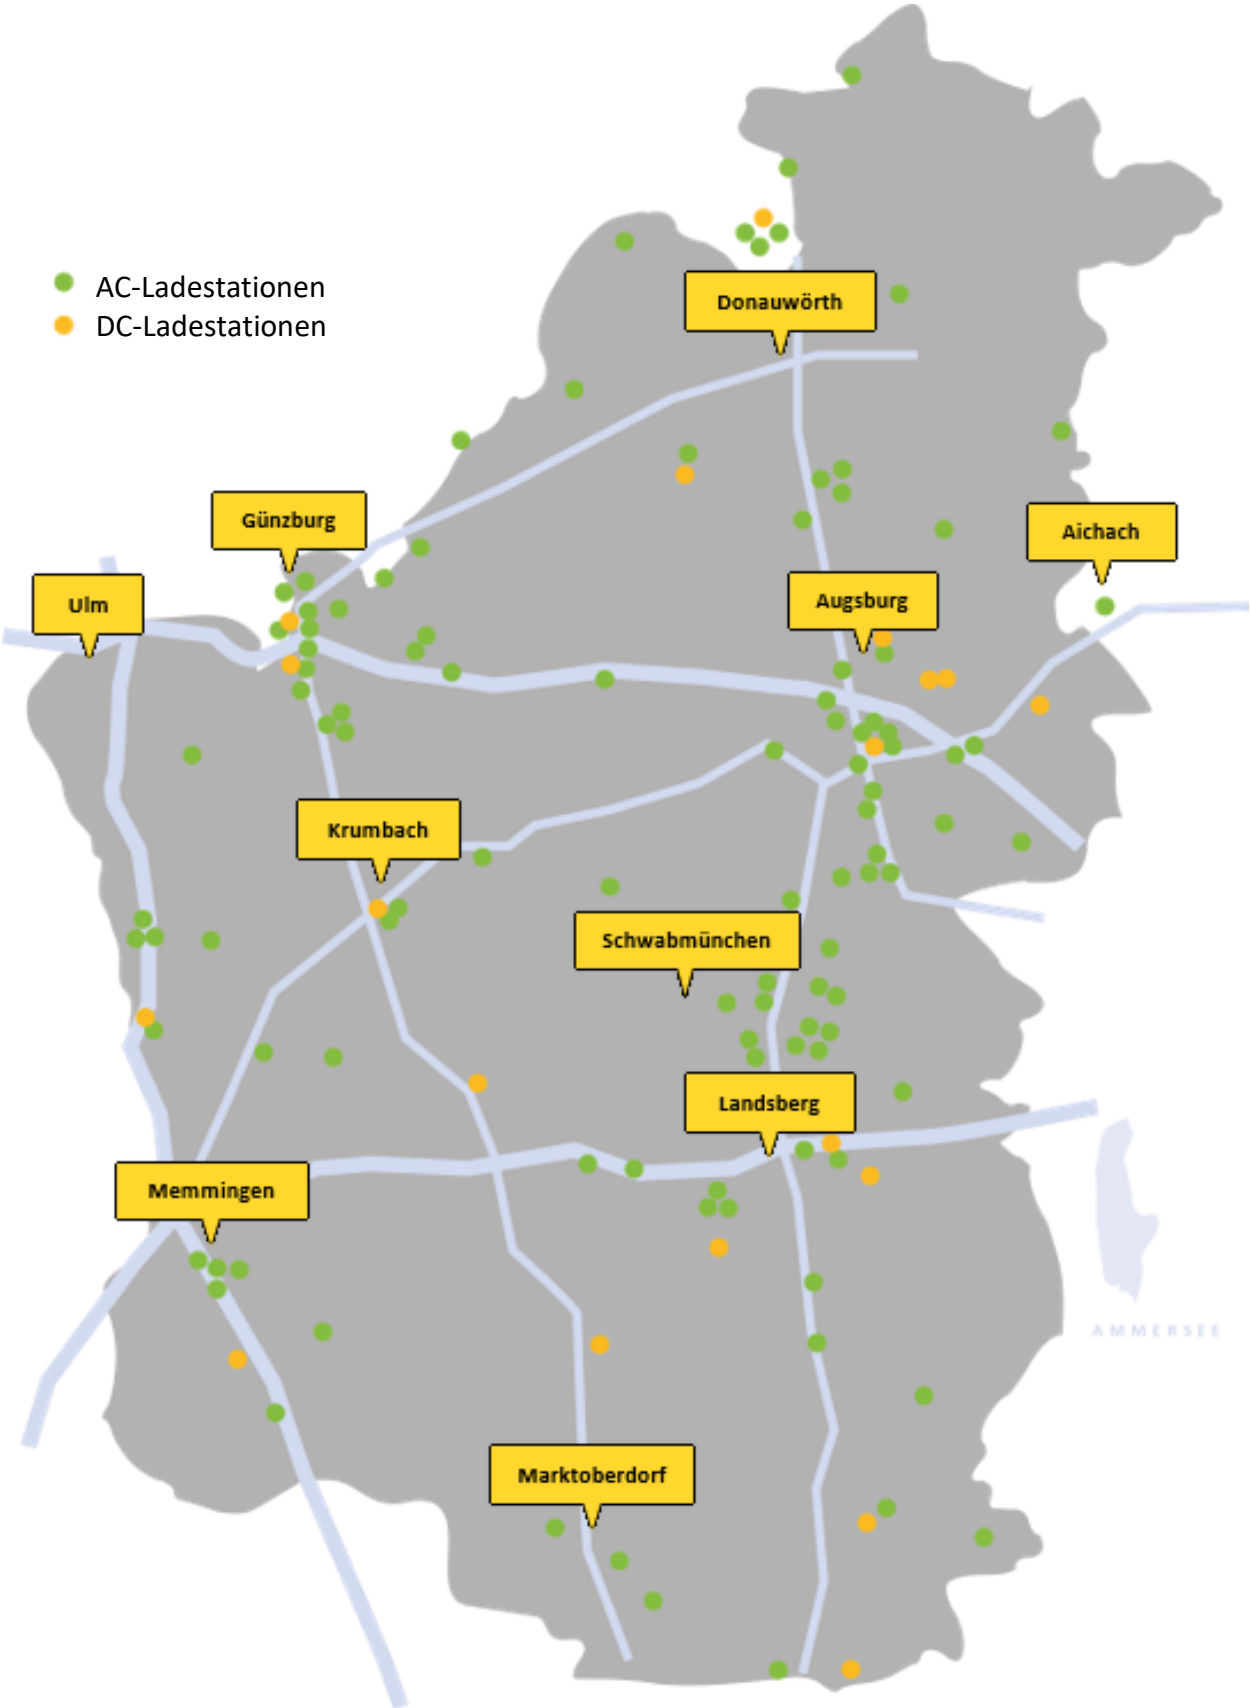 AC-Ladestationen
DC-Ladestationen
Donauwörth
Günzburg
Aichach
Ulm
Augsburg
Krumbach
Schwabmünchen
Landsberg
Memmingen
AMMERSEE
Marktoberdorf